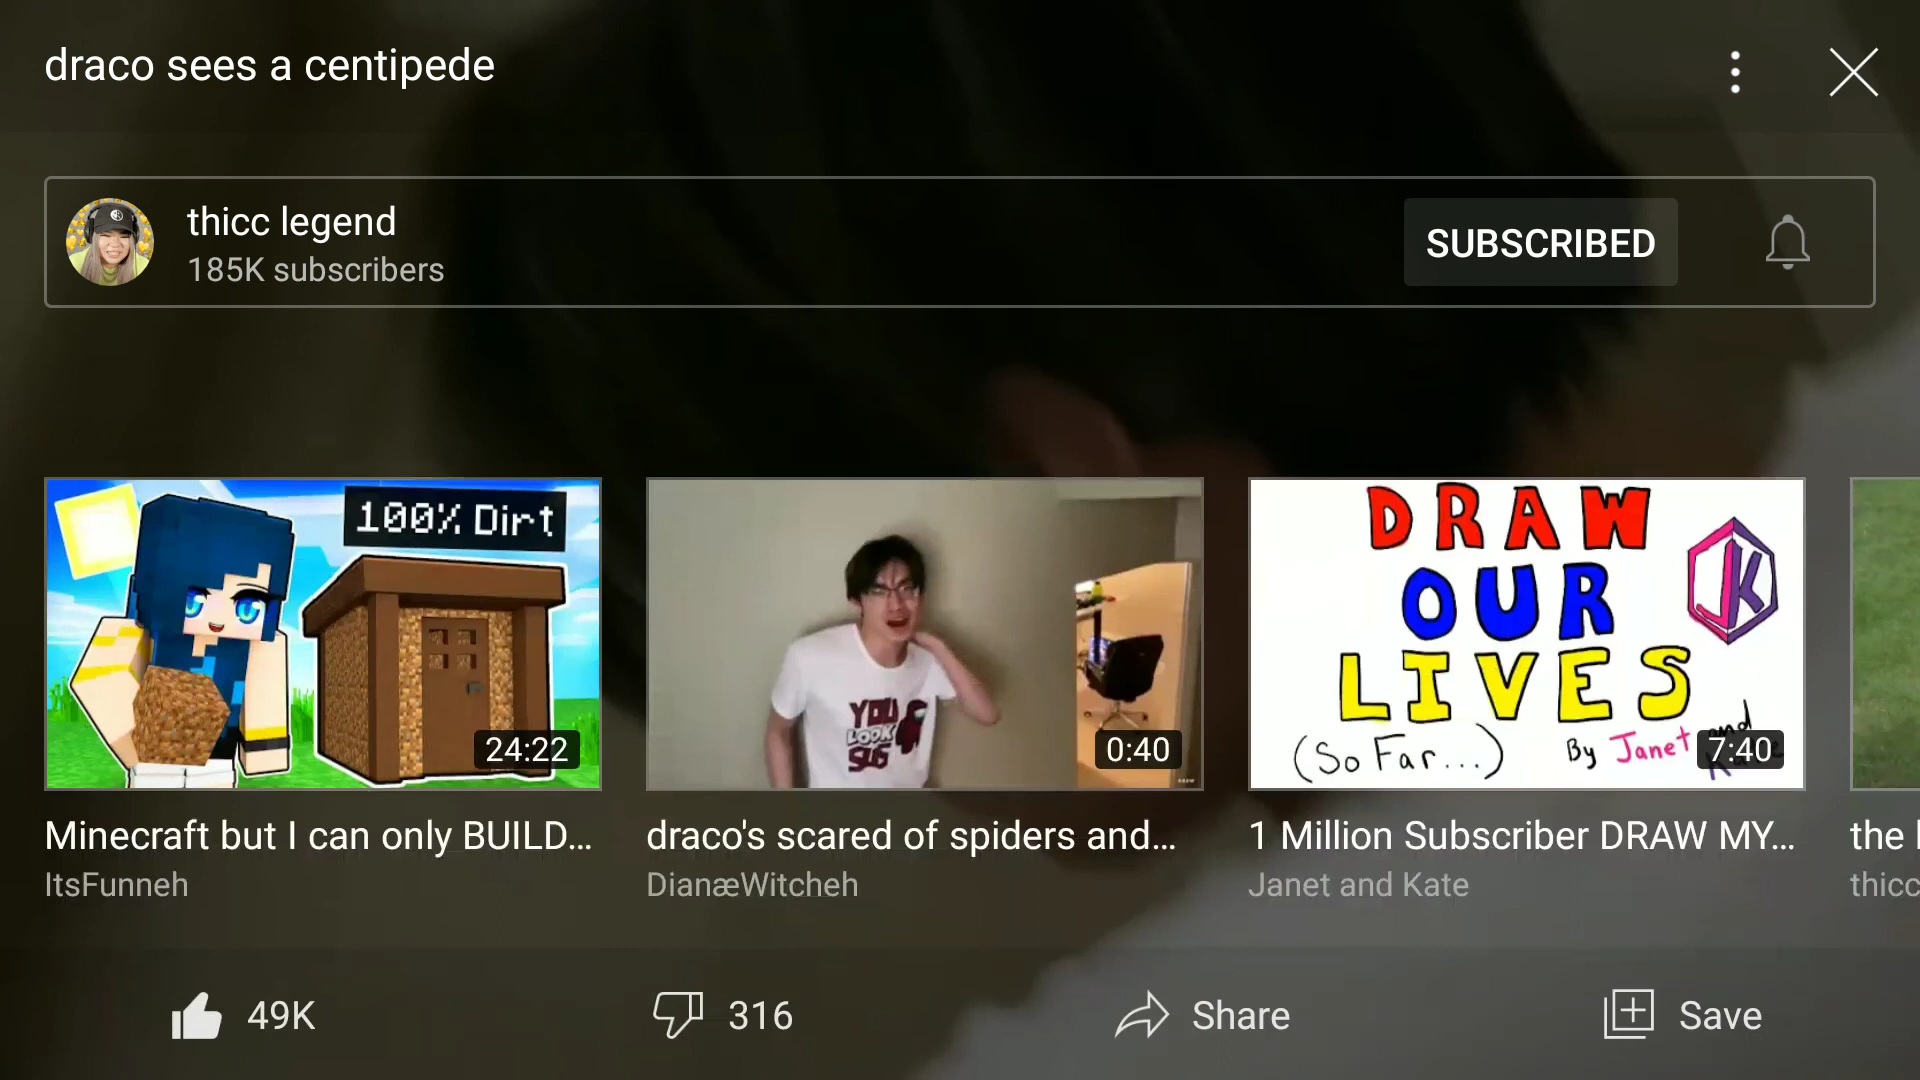 draco sees a centipede
thicc legend
185K subscribers
SUBSCRIBED
100% Dirt
24:22
YOU
LOOK
SUS
0:40
DRAW
OUR
LIVES
(So Far...)
By Janet and
7:40
JK
Minecraft but I can only BUILD...
ItsFunneh
draco's scared of spiders and...
DianæWitcheh
1 Million Subscriber DRAW MY...
Janet and Kate
the
thicc
49K
316
Share
Save